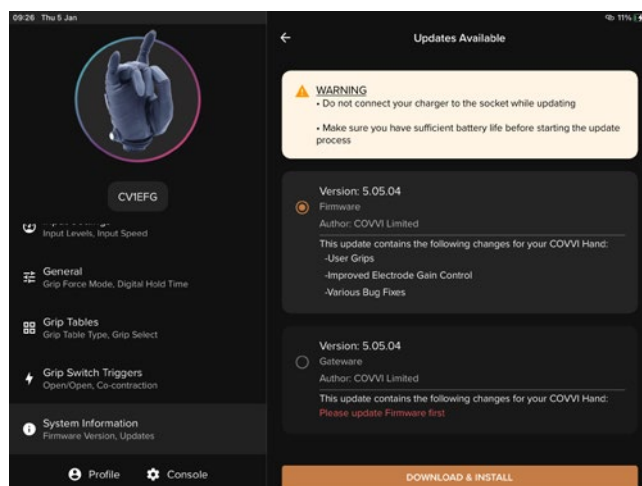 09:26 Thu 5 Jan
11%
CV1EFG
Input Levels, Input Speed
General
Grip Force Mode, Digital Hold Time
Grip Tables
Grip Table Type, Grip Select
Grip Switch Triggers
Open/Open, Co-contraction
System Information
Firmware Version, Updates
Profile
Console
Updates Available
WARNING
• Do not connect your charger to the socket while updating
• Make sure you have sufficient battery life before starting the update
process
Version: 5.05.04
Firmware
Author: COVVI Limited
This update contains the following changes for your COVVI Hand:
-User Grips
-Improved Electrode Gain Control
-Various Bug Fixes
Version: 5.05.04
Gateware
Author: COVVI Limited
This update contains the following changes for your COVVI Hand:
Please update Firmware first
DOWNLOAD & INSTALL